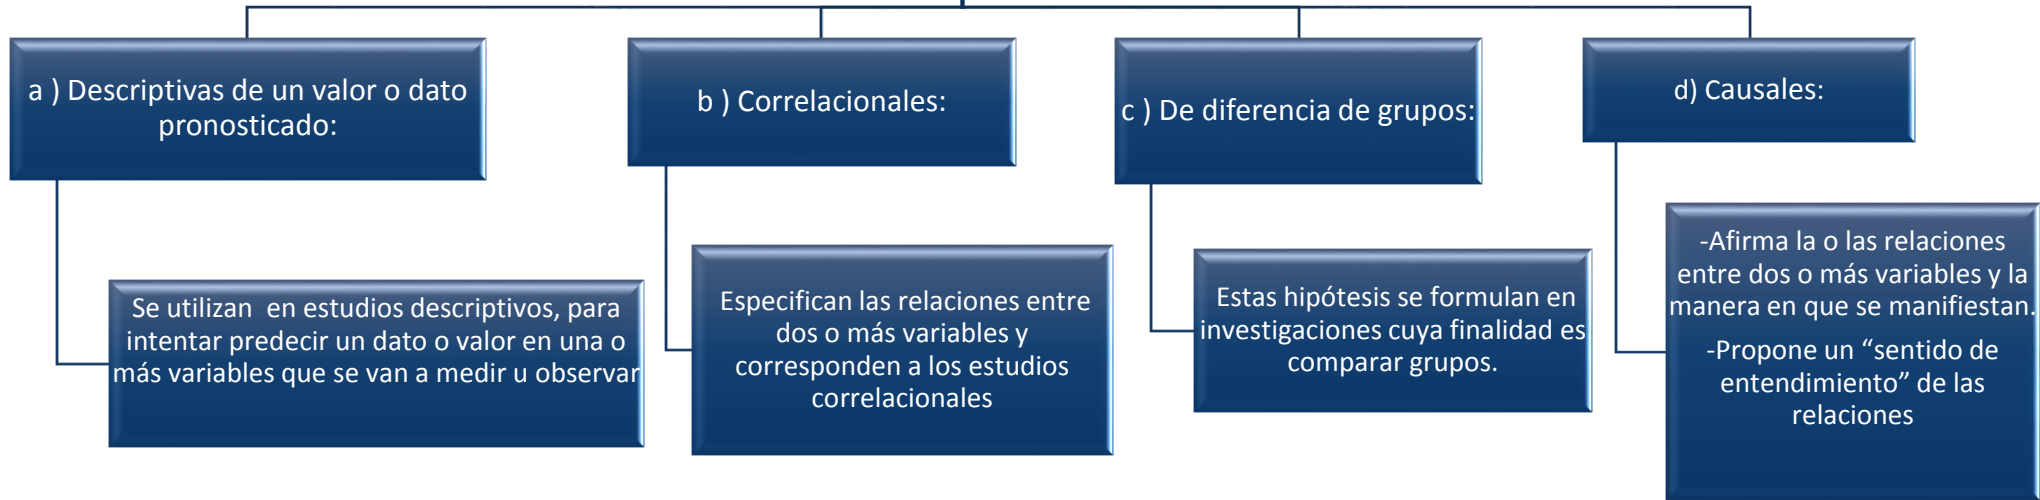 a ) Descriptivas de un valor o dato
pronosticado:
Se utilizan  en estudios descriptivos, para
intentar predecir un dato o valor en una o
más variables que se van a medir u observar
b ) Correlacionales:
Especifican las relaciones entre
dos o más variables y
corresponden a los estudios
correlacionales
c ) De diferencia de grupos:
Estas hipótesis se formulan en
investigaciones cuya finalidad es
comparar grupos.
d) Causales:
-Afirma la o las relaciones
entre dos o más variables y la
manera en que se manifiestan.
-Propone un “sentido de
entendimiento” de las
relaciones